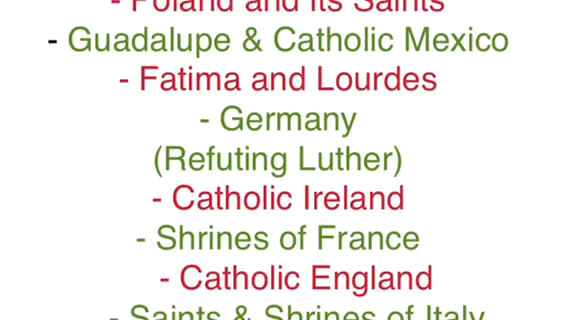 - Poland and its Saints
- Guadalupe & Catholic Mexico
- Fatima and Lourdes
- Germany
(Refuting Luther)
- Catholic Ireland
- Shrines of France
- Catholic England
- Saints & Shrines of Italy